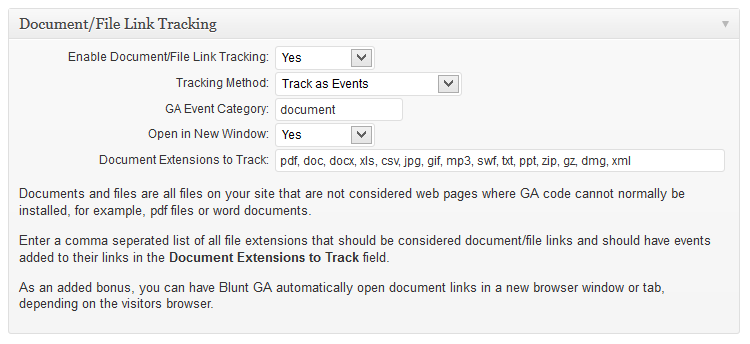 Document/File Link Tracking
Enable Document/File Link Tracking: Yes
Tracking Method: Track as Events
GA Event Category: document
Open in New Window: Yes
Document Extensions to Track: pdf, doc, docx, xls, csv, jpg, gif, mp3, swf, txt, ppt, zip, gz, dmg, xml
Documents and files are all files on your site that are not considered web pages where GA code cannot normally be
installed, for example, pdf files or word documents.
Enter a comma seperated list of all file extensions that should be considered document/file links and should have events
added to their links in the Document Extensions to Track field.
As an added bonus, you can have Blunt GA automatically open document links in a new browser window or tab,
depending on the visitors browser.